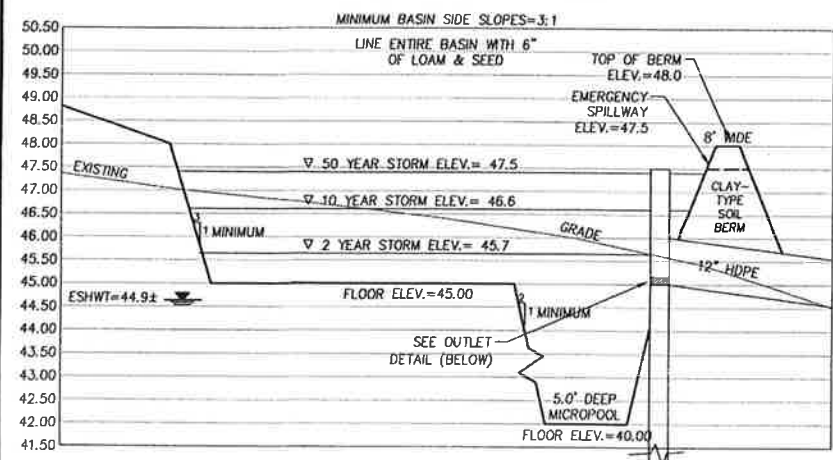 MINIMUM BASIN SIDE SLOPES=3:1
LINE ENTIRE BASIN WITH 6"
OF LOAM & SEED
TOP OF BERM
ELEV.=48.0
EMERGENCY
SPILLWAY
ELEV.=47.5
8' WIDE
CLAY-
TYPE
SOIL
BERM
50.50
50.00
49.50
49.00
48.00
47.50
47.00
46.50
46.00
45.50
45.00
44.50
44.00
43.50
43.00
42.50
42.00
41.50
EXISTING
50 YEAR STORM ELEV.= 47.5
10 YEAR STORM ELEV.= 46.6
3
1 MINIMUM
GRADE
2 YEAR STORM ELEV.= 45.7
12" HDPE
ESHWT=44.9±
FLOOR ELEV.=45.00
2
1 MINIMUM
SEE OUTLET
DETAIL (BELOW)
5.0' DEEP
MICROPOOL
FLOOR ELEV.=40.00